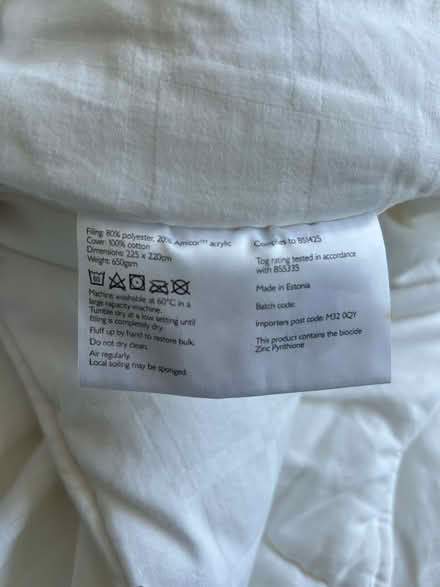 Filling: 80% polyester, 20% Amicor™ acrylic
Cover: 100% cotton
Dimensions: 225 x 220cm
Weight: 650gsm
Machine washable at 60°C in a
large capacity machine.
Tumble dry at a low setting until
filling is completely dry.
Fluff up by hand to restore bulk.
Do not dry clean.
Air regularly.
Local soiling may be sponged.
Complies to BS1425
Tog rating tested in accordance
with BS5335
Made in Estonia
Batch code:
Importers post code: M32 0QY
This product contains the biocide
Zinc Pyrithione